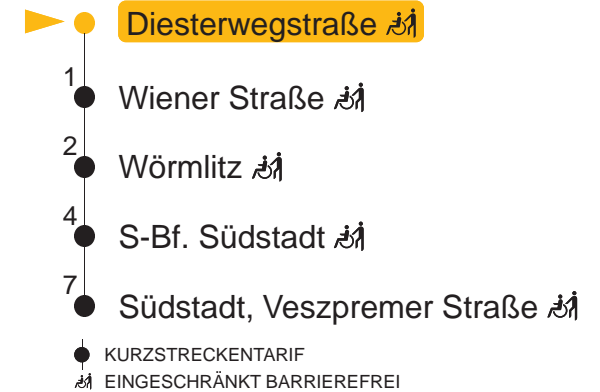 Diesterwegstraße
1
Wiener Straße
2
Wörmlitz
4
S-Bf. Südstadt
7
Südstadt, Veszpremer Straße
KURZSTRECKENTARIF
EINGESCHRÄNKT BARRIEREFREI